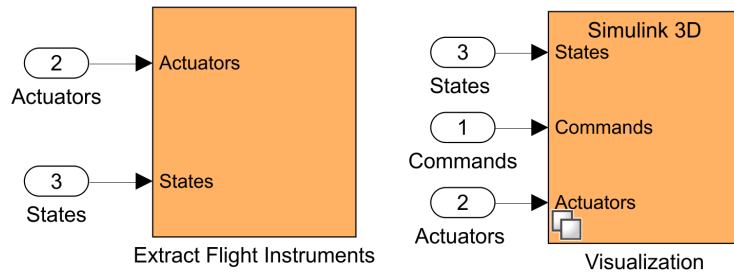 2
Actuators
Actuators
3
States
States
Extract Flight Instruments
Simulink 3D
3
States
States
1
Commands
Commands
2
Actuators
Actuators
Visualization